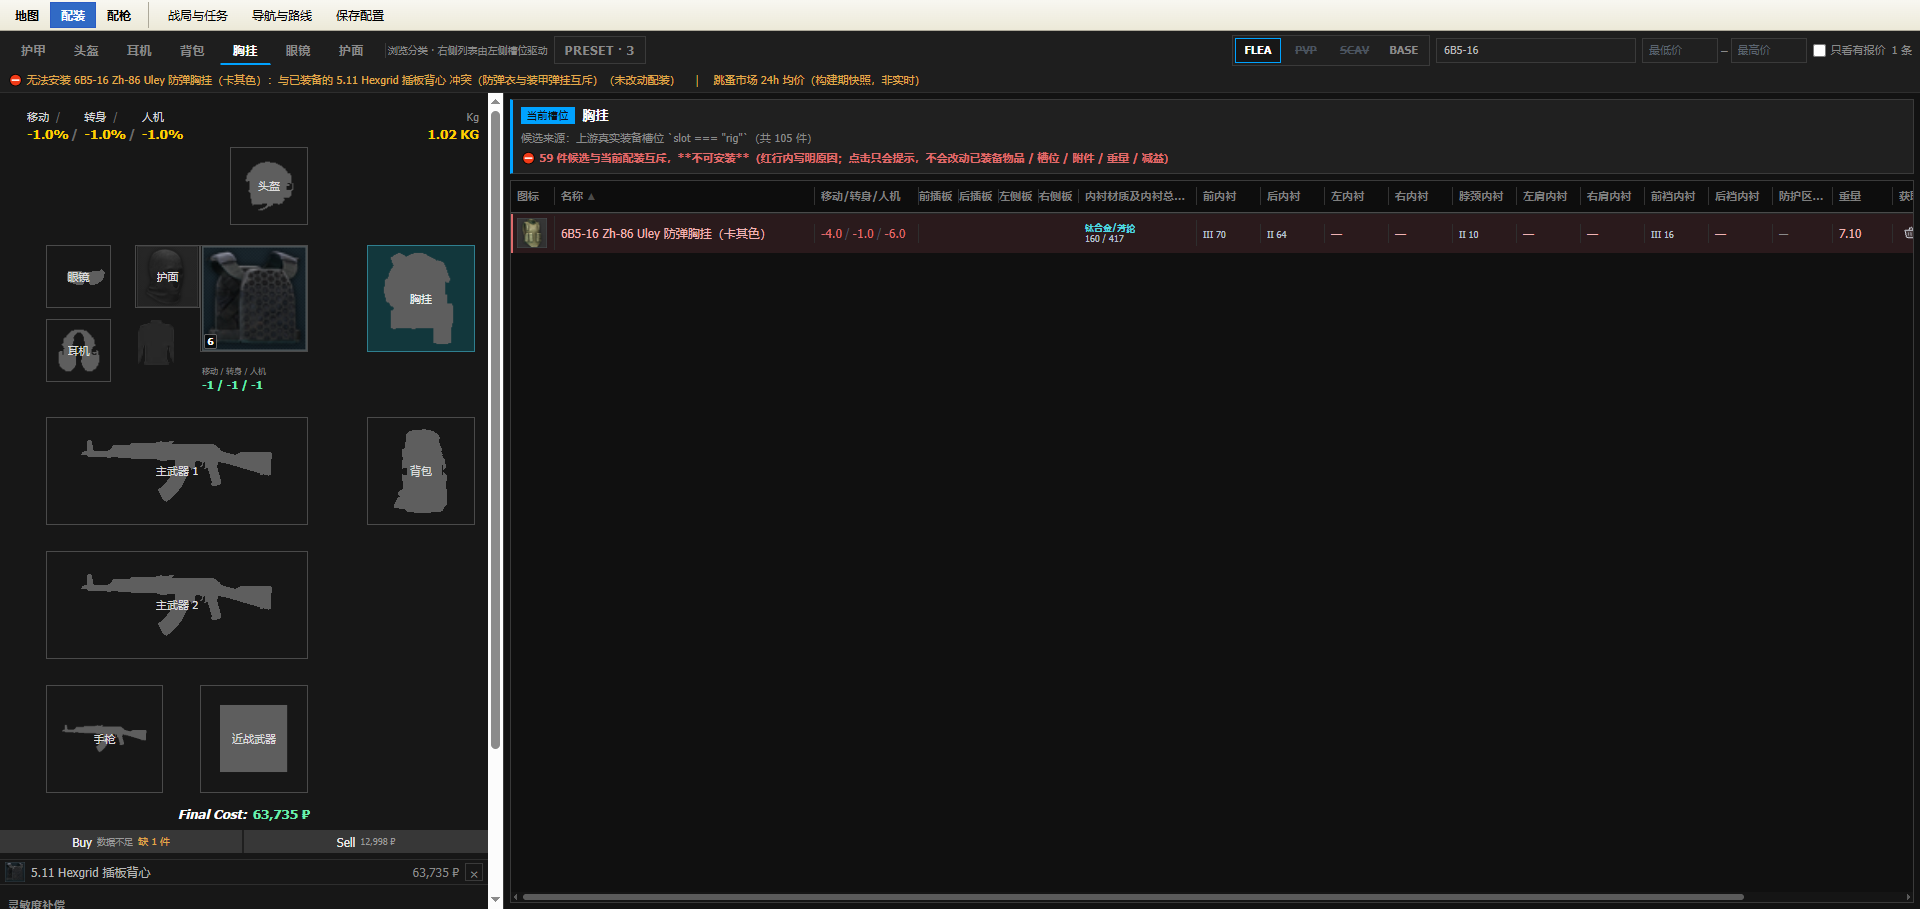 地图 配装 配枪 战局与任务 导航与路线 保存配置
护甲 头盔 耳机 背包 胸挂 眼镜 护面 浏览分类 · 右侧列表由左侧槽位驱动 PRESET · 3 FLEA PVP SCAV BASE 6B5-16 最低价 — 最高价 只看有报价 1 条
无法安装 6B5-16 Zh-86 Uley 防弹胸挂（卡其色）：与已装备的 5.11 Hexgrid 插板背心 冲突（防弹衣与装甲弹挂互斥）（未改动配装） | 跳蚤市场 24h 均价（构建期快照，非实时）
移动 / 转身 / 人机 Kg
-1.0% / -1.0% / -1.0% 1.02 KG
头盔
眼镜
护面
6
胸挂
耳机
移动 / 转身 / 人机
-1 / -1 / -1
主武器 1
背包
主武器 2
手枪
近战武器
Final Cost: 63,735 ₽
Buy 数据不足 缺 1 件 Sell 12,998 ₽
5.11 Hexgrid 插板背心 63,735 ₽ ×
灵敏度补偿
当前槽位 胸挂
候选来源：上游真实装备槽位 `slot === "rig"`（共 105 件）
59 件候选与当前配装互斥，**不可安装**（红行内写明原因；点击只会提示，不会改动已装备物品 / 槽位 / 附件 / 重量 / 减益）
图标 名称 ▲ 移动/转身/人机 前插板 后插板 左侧板 右侧板 内衬材质及内衬总... 前内衬 后内衬 左内衬 右内衬 脖颈内衬 左肩内衬 右肩内衬 前裆内衬 后裆内衬 防护区... 重量
6B5-16 Zh-86 Uley 防弹胸挂（卡其色） -4.0 / -1.0 / -6.0 钛合金/芳纶 III 70 II 64 — — II 10 — — III 16 — — 7.10
160 / 417